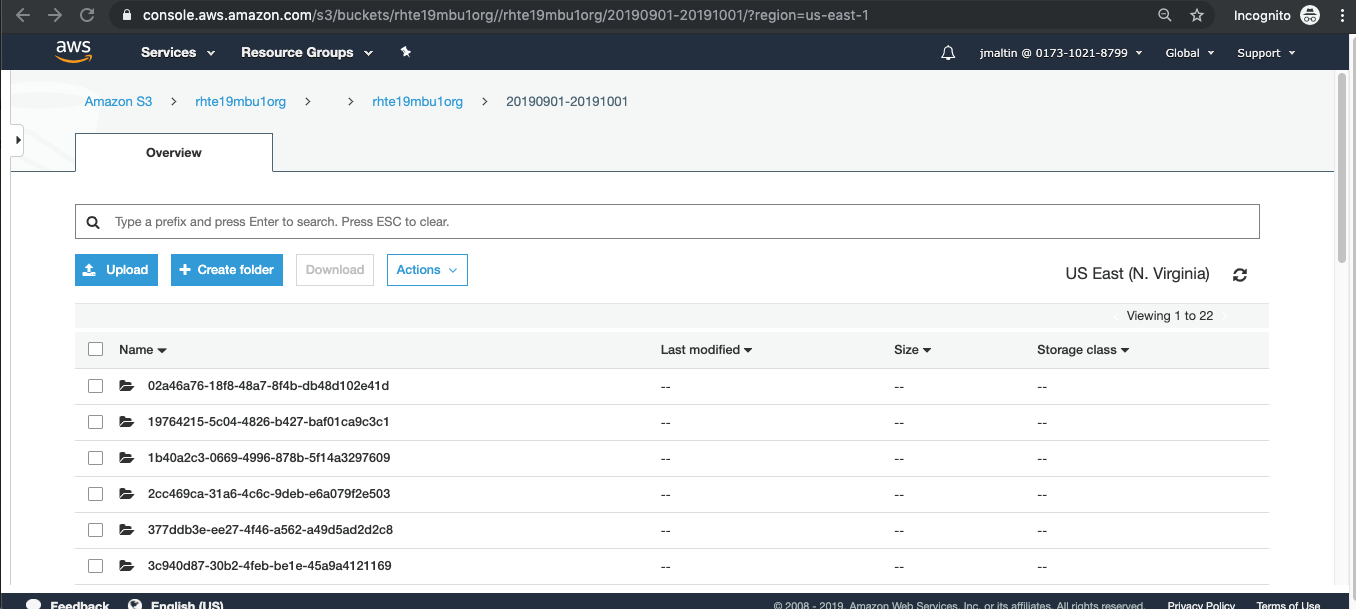 console.aws.amazon.com/s3/buckets/rhte19mbu1org//rhte19mbu1org/20190901-20191001/?region=us-east-1 Incognito
aws Services Resource Groups jmaltin @ 0173-1021-8799 Global Support
Amazon S3 > rhte19mbu1org > > rhte19mbu1org > 20190901-20191001
Overview
Type a prefix and press Enter to search. Press ESC to clear.
Upload + Create folder Download Actions US East (N. Virginia)
Viewing 1 to 22
Name Last modified Size Storage class
02a46a76-18f8-48a7-8f4b-db48d102e41d -- -- --
19764215-5c04-4826-b427-baf01ca9c3c1 -- -- --
1b40a2c3-0669-4996-878b-5f14a3297609 -- -- --
2cc469ca-31a6-4c6c-9deb-e6a079f2e503 -- -- --
377ddb3e-ee27-4f46-a562-a49d5ad2d2c8 -- -- --
3c940d87-30b2-4feb-be1e-45a9a4121169 -- -- --
Feedback English (US) © 2008 - 2019, Amazon Web Services, Inc. or its affiliates. All rights reserved. Privacy Policy Terms of Use